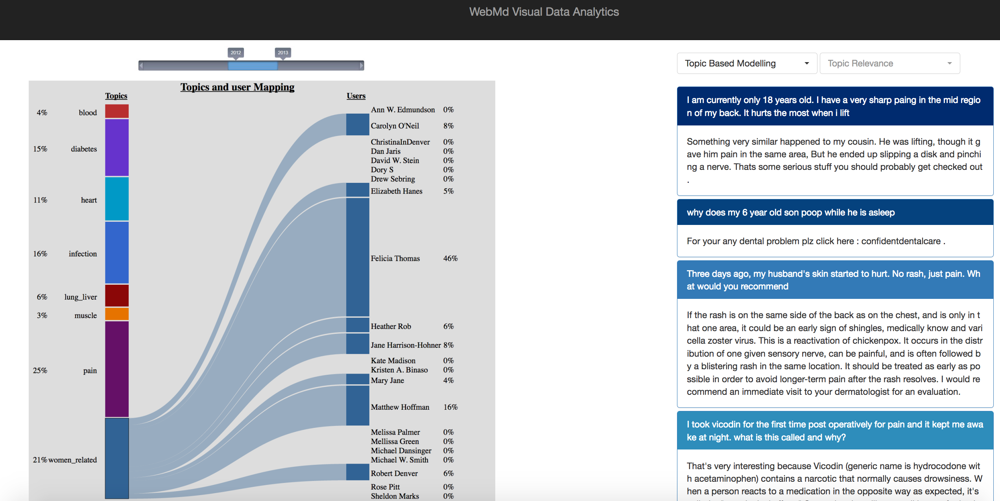 WebMd Visual Data Analytics
2012 2013
Topics and user Mapping
Topics Users
4% blood
15% diabetes
11% heart
16% infection
6% lung_liver
3% muscle
25% pain
21% women_related
Ann W. Edmundson 0%
Carolyn O'Neil 8%
ChristinaInDenver 0%
Dan Jaris 0%
David W. Stein 0%
Dory S 0%
Drew Sebring 0%
Elizabeth Hanes 5%
Felicia Thomas 46%
Heather Rob 6%
Jane Harrison-Hohner 8%
Kate Madison 0%
Kristen A. Binaso 0%
Mary Jane 4%
Matthew Hoffman 16%
Melissa Palmer 0%
Mellissa Green 0%
Michael Dansinger 0%
Michael W. Smith 0%
Robert Denver 6%
Rose Pitt 0%
Sheldon Marks 0%
Topic Based Modelling Topic Relevance
I am currently only 18 years old. I have a very sharp paing in the mid regio
n of my back. It hurts the most when i lift
Something very similar happened to my cousin. He was lifting, though it g
ave him pain in the same area, But he ended up slipping a disk and pinchi
ng a nerve. Thats some serious stuff you should probably get checked out
.
why does my 6 year old son poop while he is asleep
For your any dental problem plz click here : confidentdentalcare .
Three days ago, my husband's skin started to hurt. No rash, just pain. Wh
at would you recommend
If the rash is on the same side of the back as on the chest, and is only in t
hat one area, it could be an early sign of shingles, medically know and vari
cella zoster virus. This is a reactivation of chickenpox. It occurs in the distr
ibution of one given sensory nerve, can be painful, and is often followed b
y a blistering rash in the same location. It should be treated as early as po
ssible in order to avoid longer-term pain after the rash resolves. I would re
commend an immediate visit to your dermatologist for an evaluation.
I took vicodin for the first time post operatively for pain and it kept me awa
ke at night. what is this called and why?
That's very interesting because Vicodin (generic name is hydrocodone wit
h acetaminophen) contains a narcotic that normally causes drowsiness. W
hen a person reacts to a medication in the opposite way as expected, it's